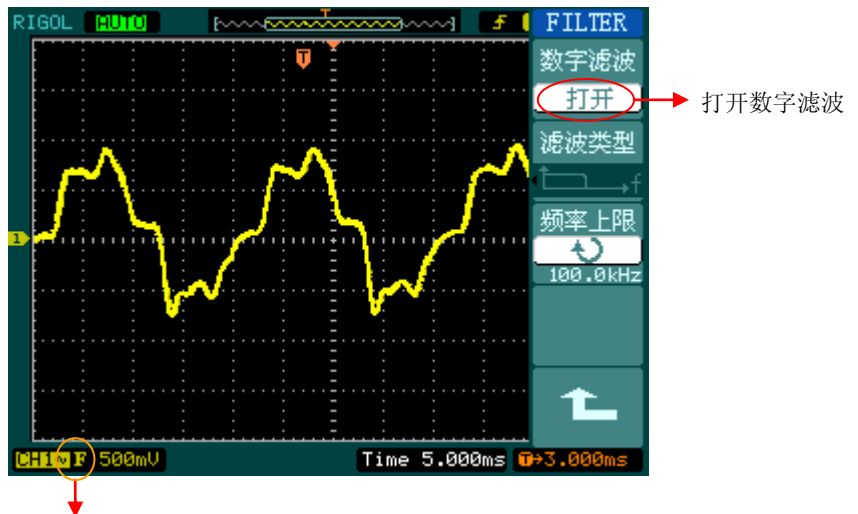 RIGOL AUTO T FILTER
数字滤波
打开
打开数字滤波
滤波类型
f
频率上限
100.0kHz
T
1
CH1 F 500mV Time 5.000ms T→3.000ms